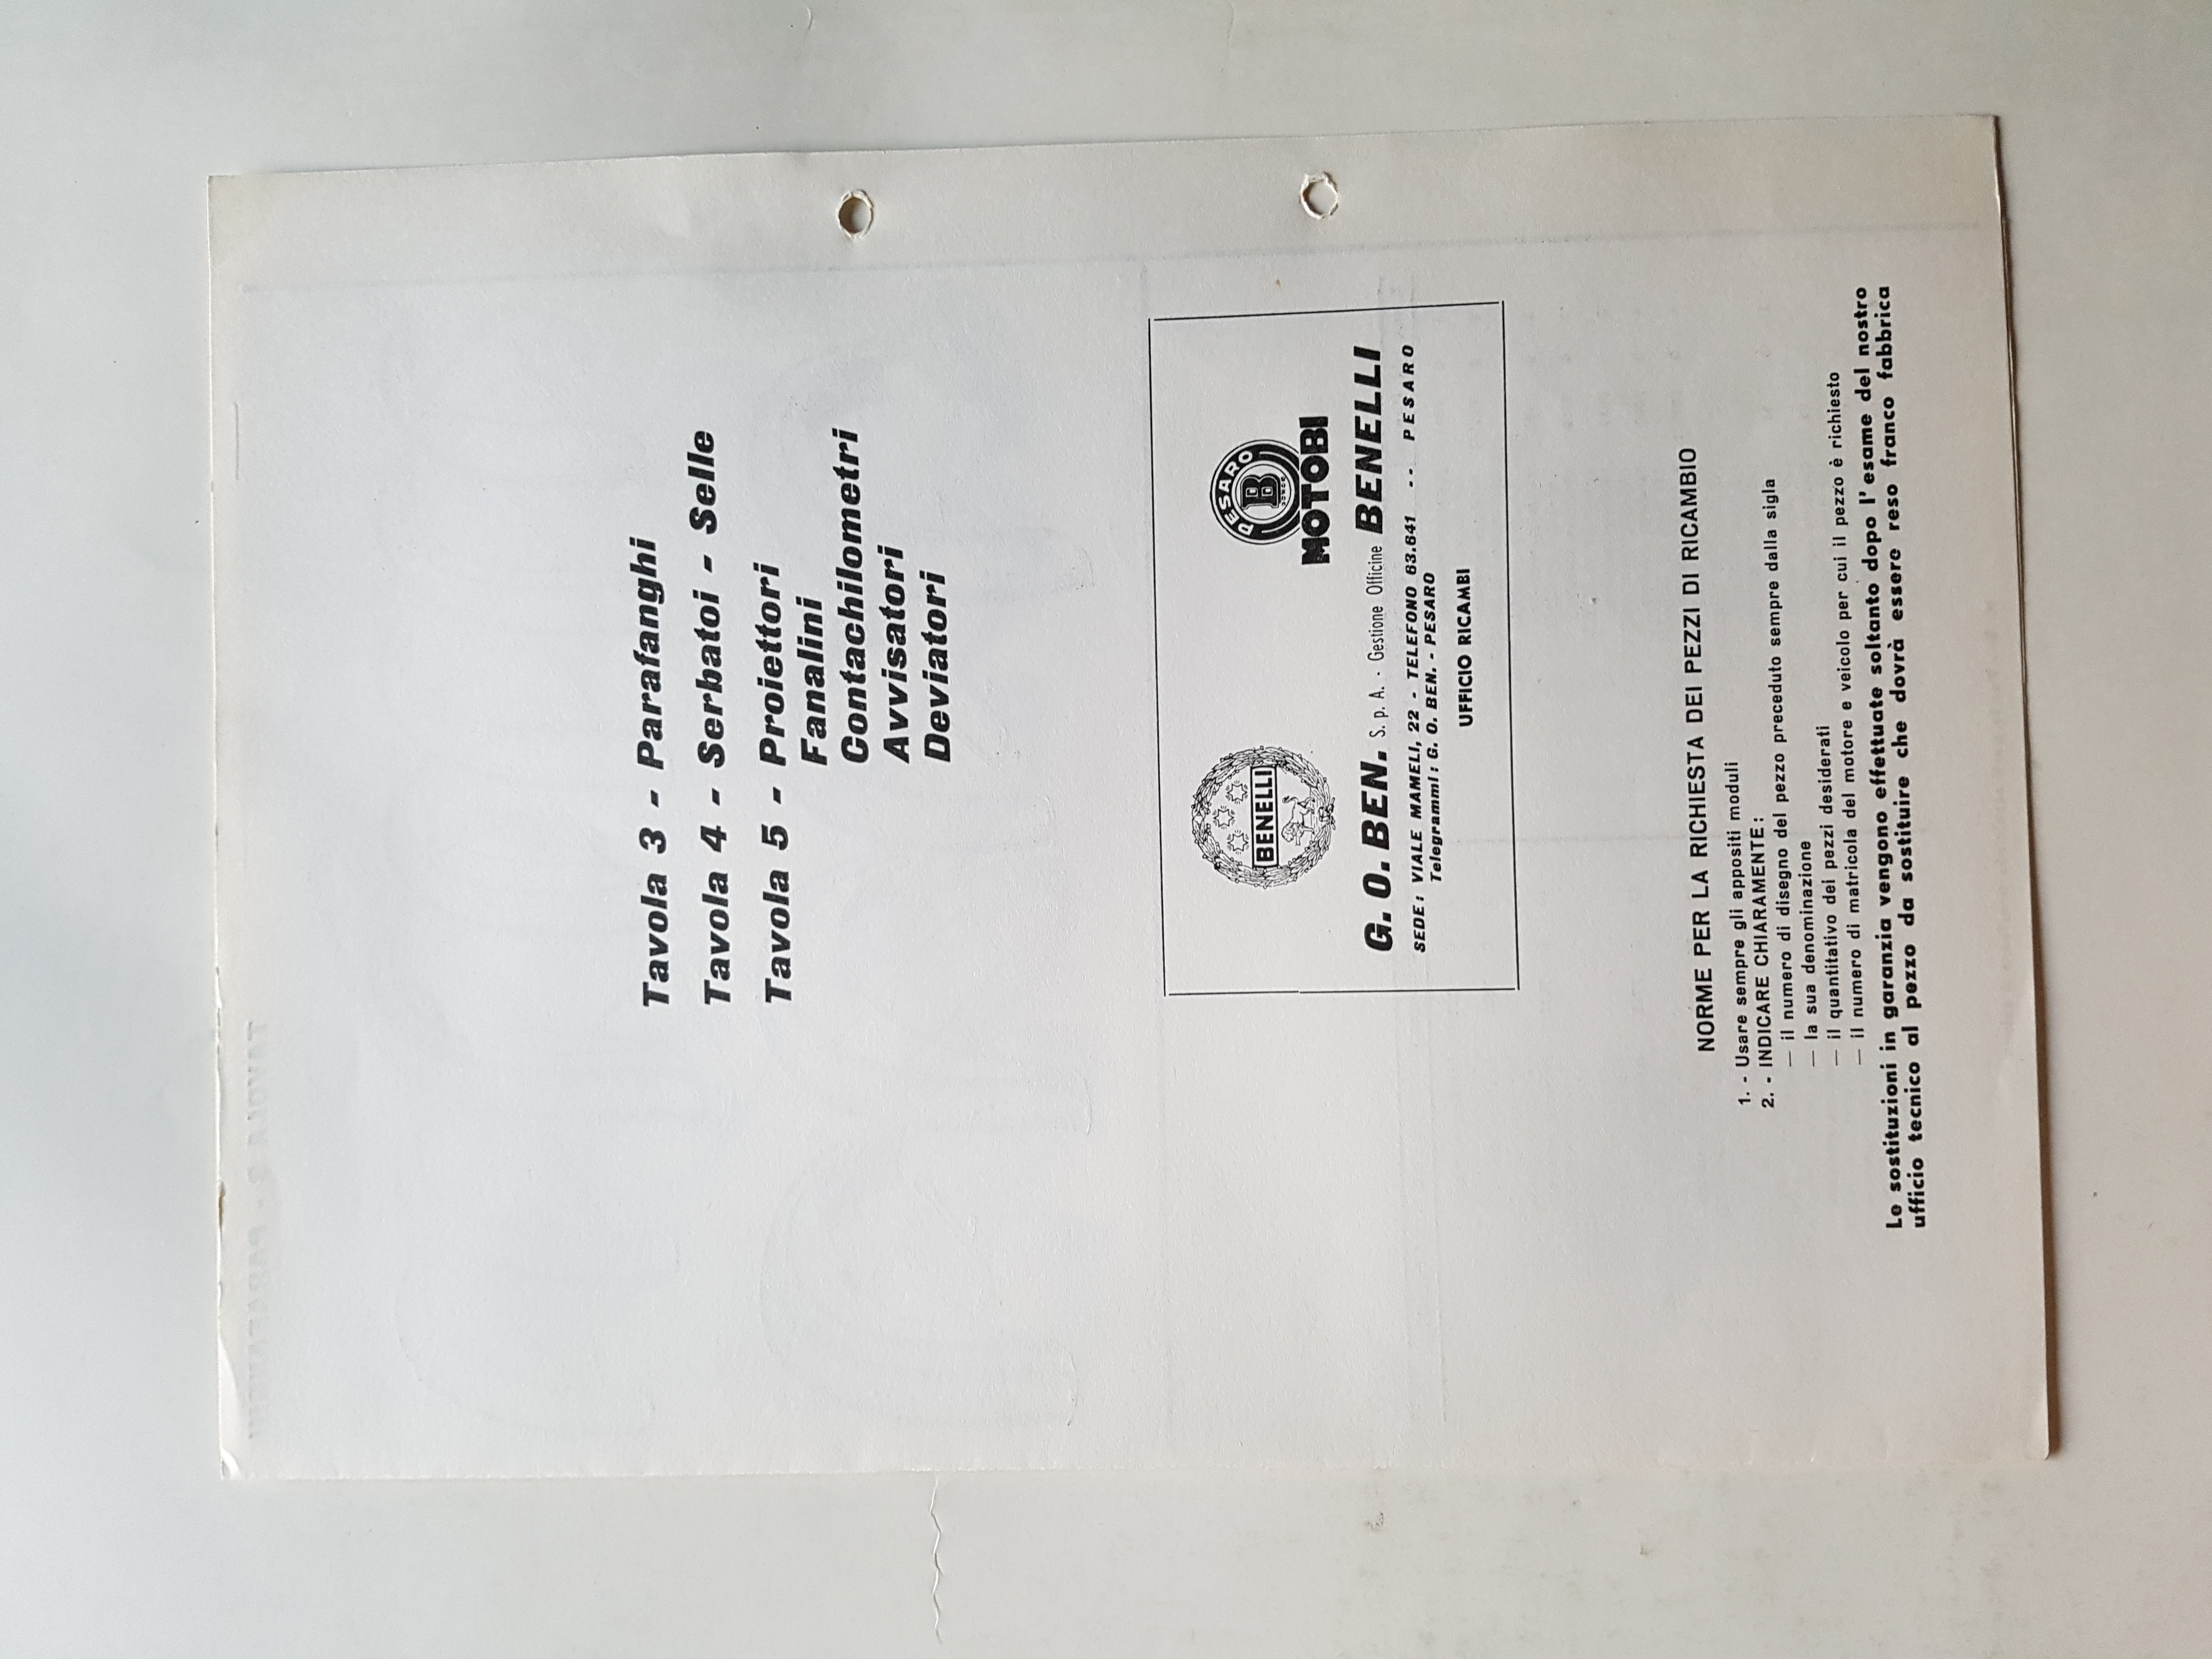 Tavola 3 - Parafanghi
Tavola 4 - Serbatoi - Selle
Tavola 5 - Proiettori
Fanalini
Contachilometri
Avvisatori
Deviatori
BENELLI
PESARO
B
MOTOBI
G. O. BEN. S. p. A. - Gestione Officine BENELLI
SEDE: VIALE MAMELI, 22 - TELEFONO 63.641 -- PESARO
Telegrammi: G. O. BEN. - PESARO
UFFICIO RICAMBI
NORME PER LA RICHIESTA DEI PEZZI DI RICAMBIO
1. - Usare sempre gli appositi moduli
2. - INDICARE CHIARAMENTE:
— il numero di disegno del pezzo preceduto sempre dalla sigla
— la sua denominazione
— il quantitativo dei pezzi desiderati
— il numero di matricola del motore e veicolo per cui il pezzo è richiesto
Le sostituzioni in garanzia vengono effettuate soltanto dopo l'esame del nostro
ufficio tecnico al pezzo da sostituire che dovrà essere reso franco fabbrica